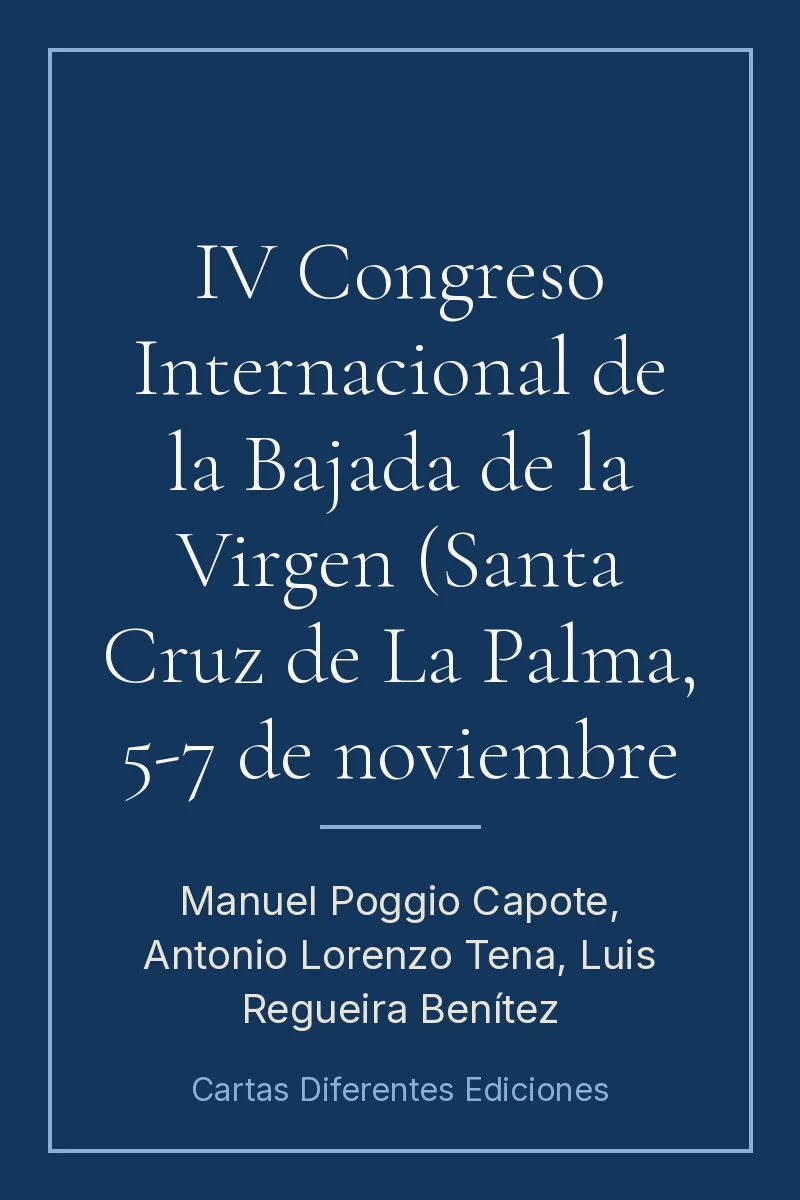 IV Congreso
Internacional de
la Bajada de la
Virgen (Santa
Cruz de La Palma,
5-7 de noviembre
Manuel Poggio Capote,
Antonio Lorenzo Tena, Luis
Regueira Benítez
Cartas Diferentes Ediciones